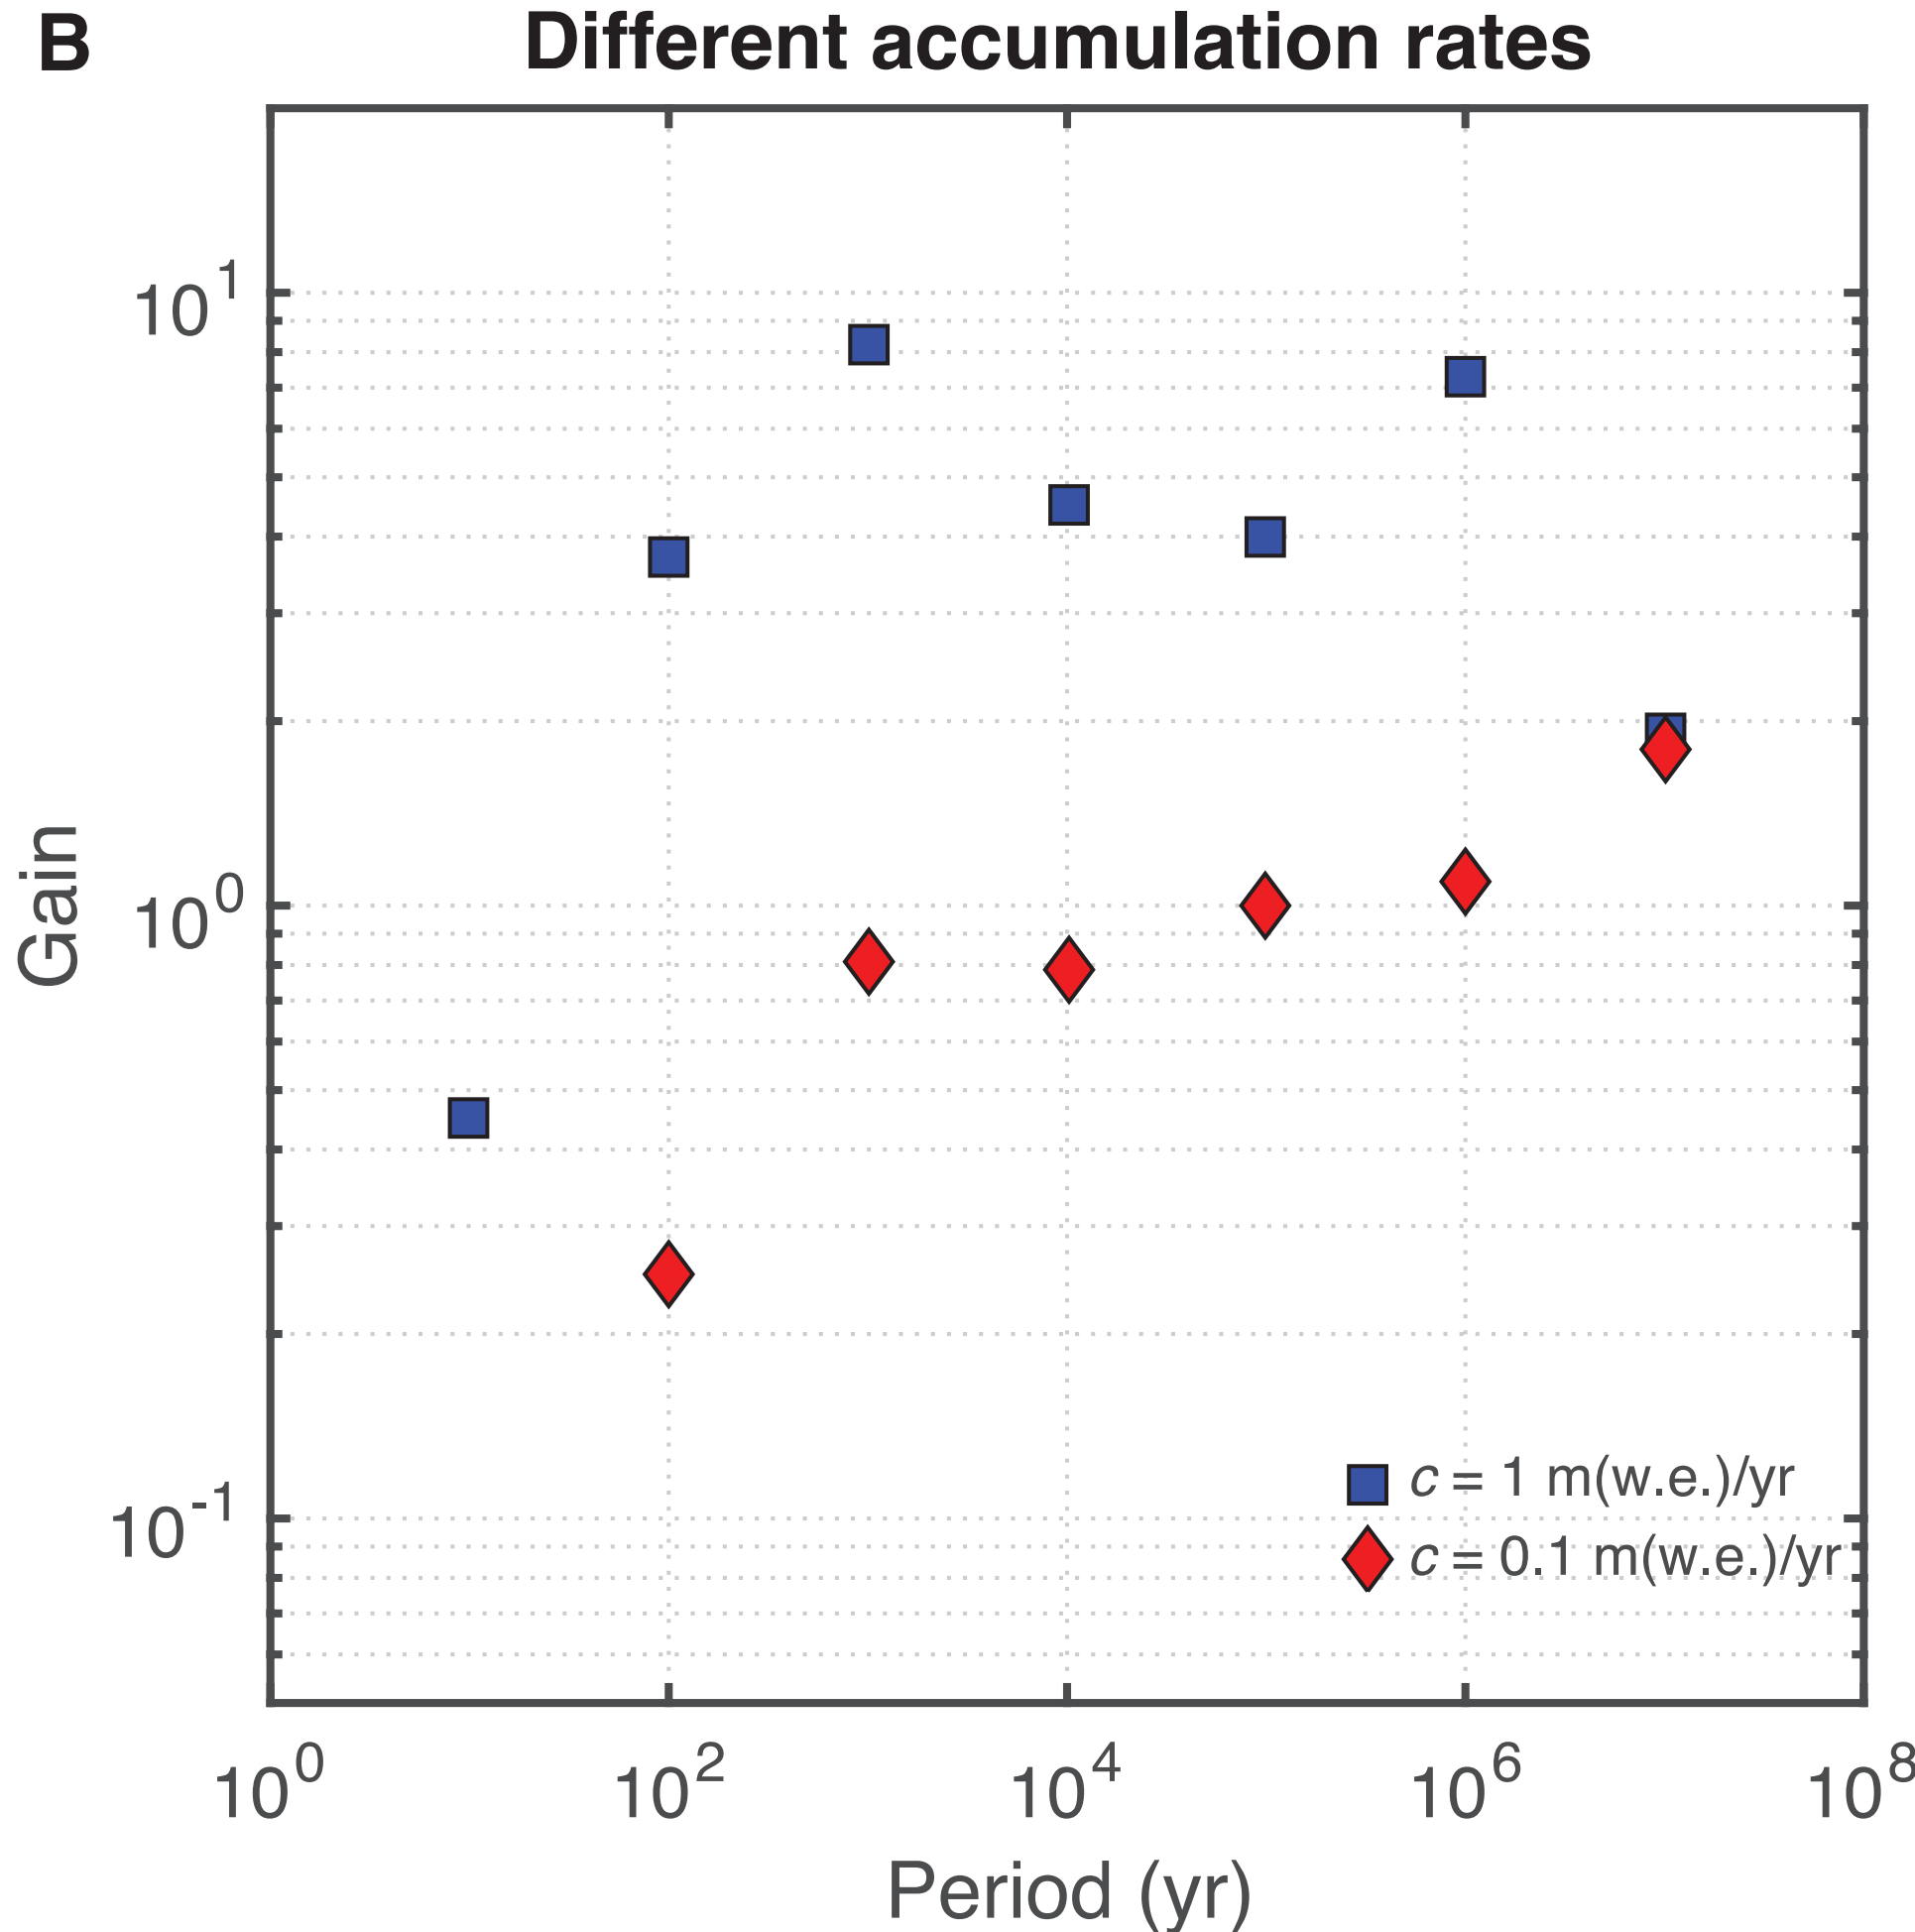 B
Different accumulation rates
10^1
10^0
10^-1
Gain
c = 1 m(w.e.)/yr
c = 0.1 m(w.e.)/yr
10^0 10^2 10^4 10^6 10^8
Period (yr)